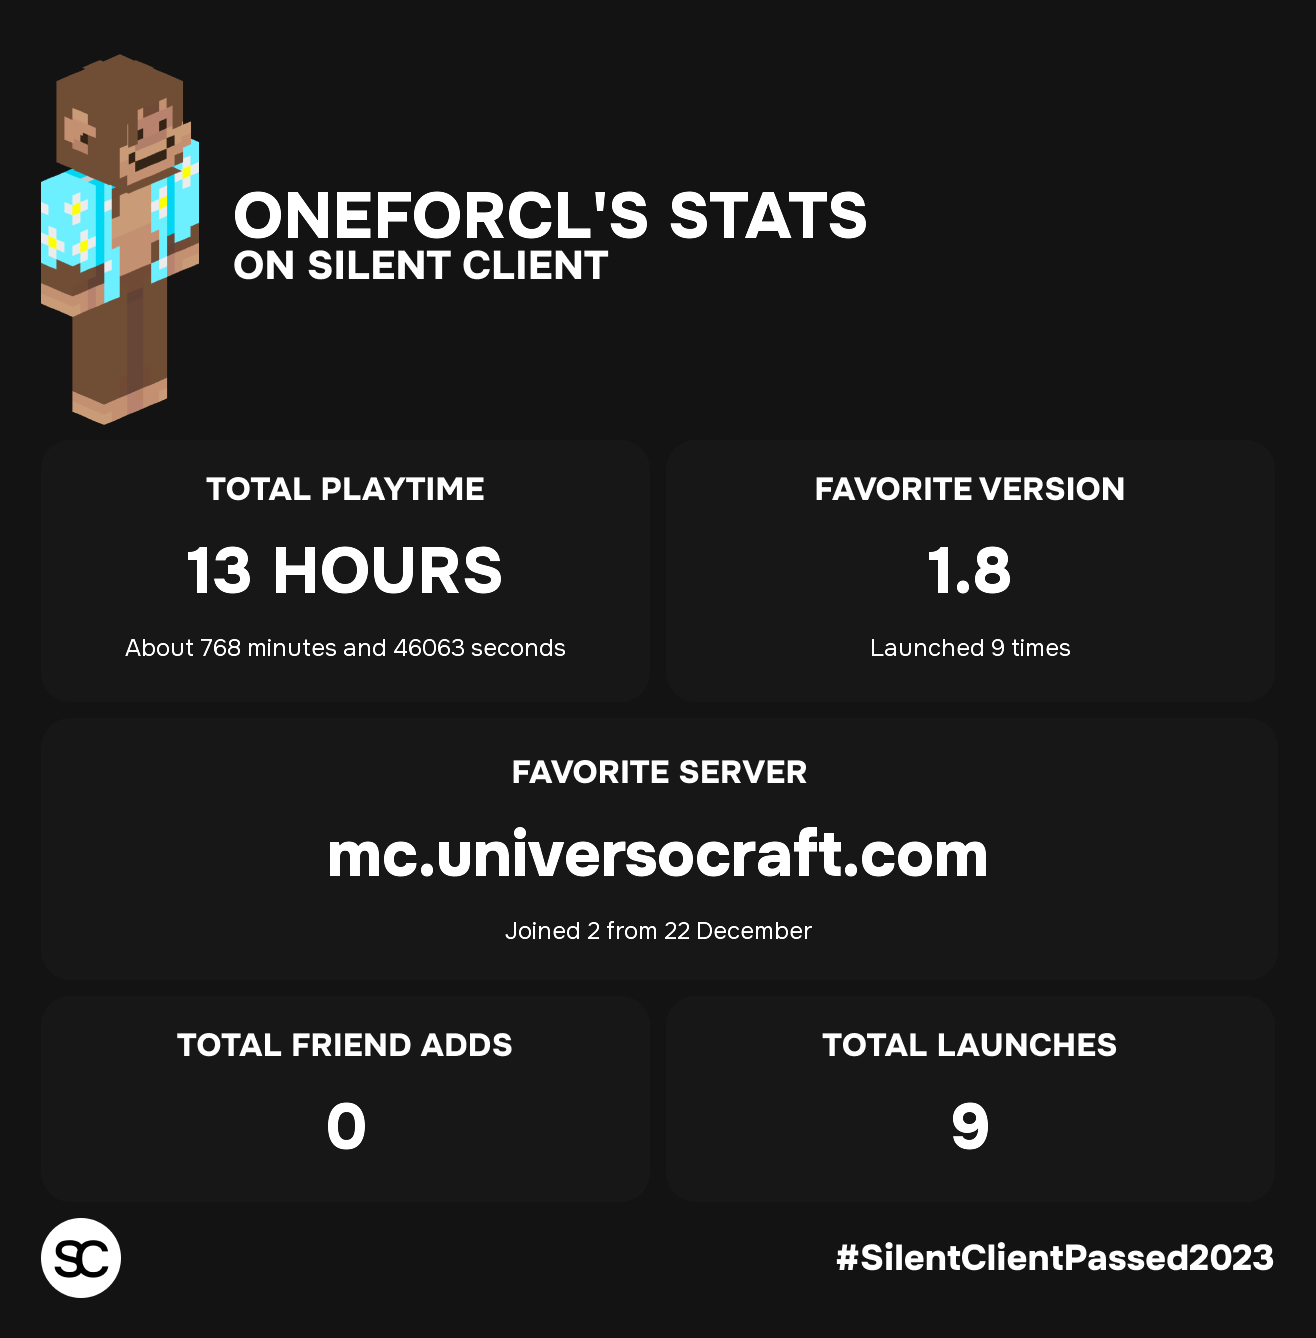 ONEFORCL'S STATS
ON SILENT CLIENT
TOTAL PLAYTIME
13 HOURS
About 768 minutes and 46063 seconds
FAVORITE VERSION
1.8
Launched 9 times
FAVORITE SERVER
mc.universocraft.com
Joined 2 from 22 December
TOTAL FRIEND ADDS
0
TOTAL LAUNCHES
9
SC
#SilentClientPassed2023